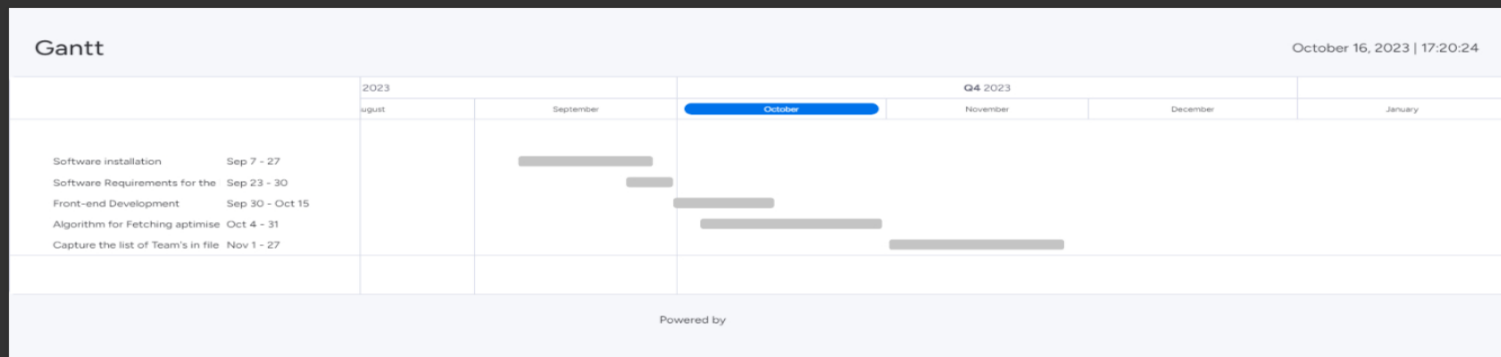 Gantt
October 16, 2023 | 17:20:24
2023
Q4 2023
ugust
September
October
November
December
January
Software installation Sep 7 - 27
Software Requirements for the Sep 23 - 30
Front-end Development Sep 30 - Oct 15
Algorithm for Fetching aptimise Oct 4 - 31
Capture the list of Team's in file Nov 1 - 27
Powered by